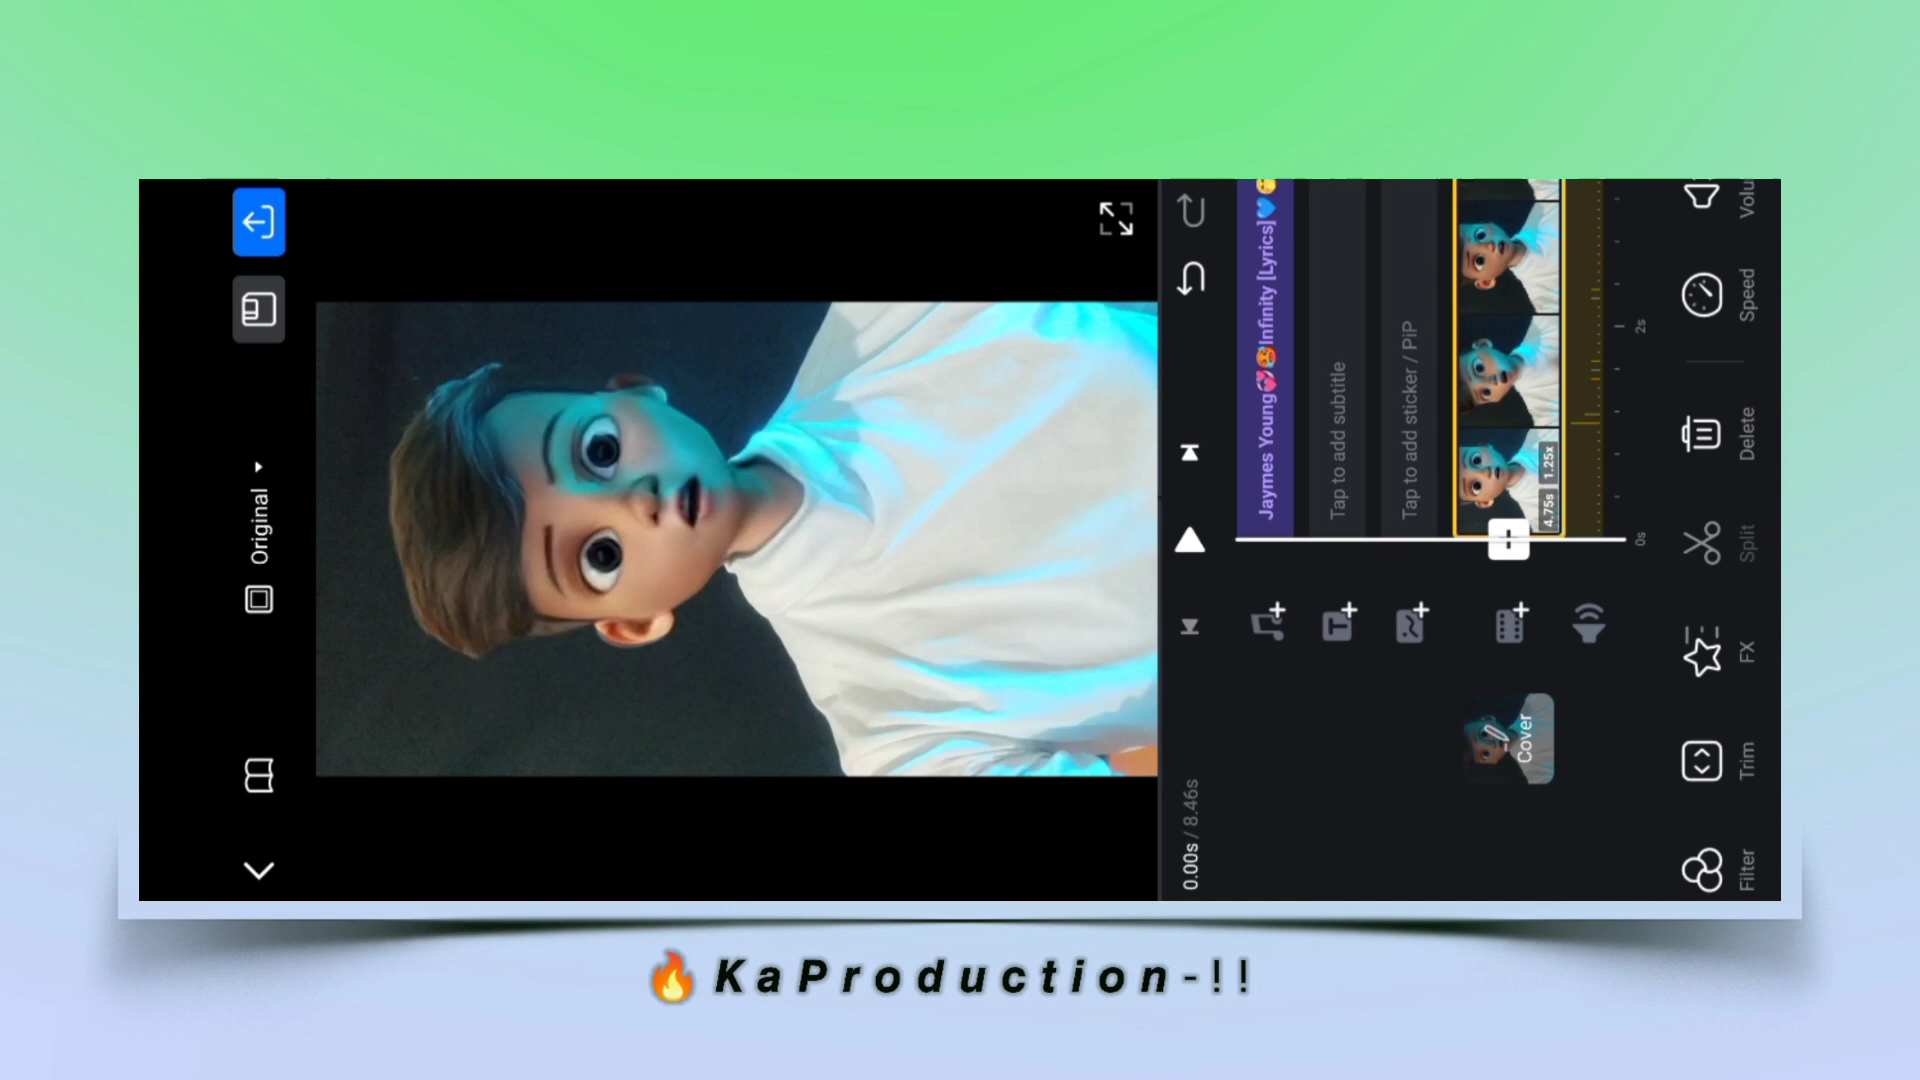 Original
0.00s / 8.46s
Jaymes Young💞🥵Infinity [Lyrics]💙
Tap to add subtitle
Tap to add sticker / PiP
4.75s 1.25x
Cover
0s
2s
Filter
Trim
FX
Split
Delete
Speed
Volu
🔥 KaProduction-!!